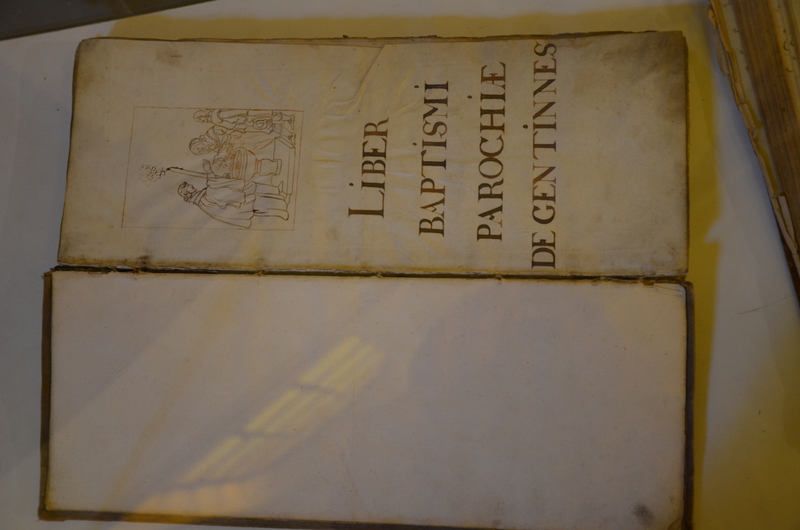 LIBER
BAPTISMI
PAROCHIÆ
DE GENTINNES